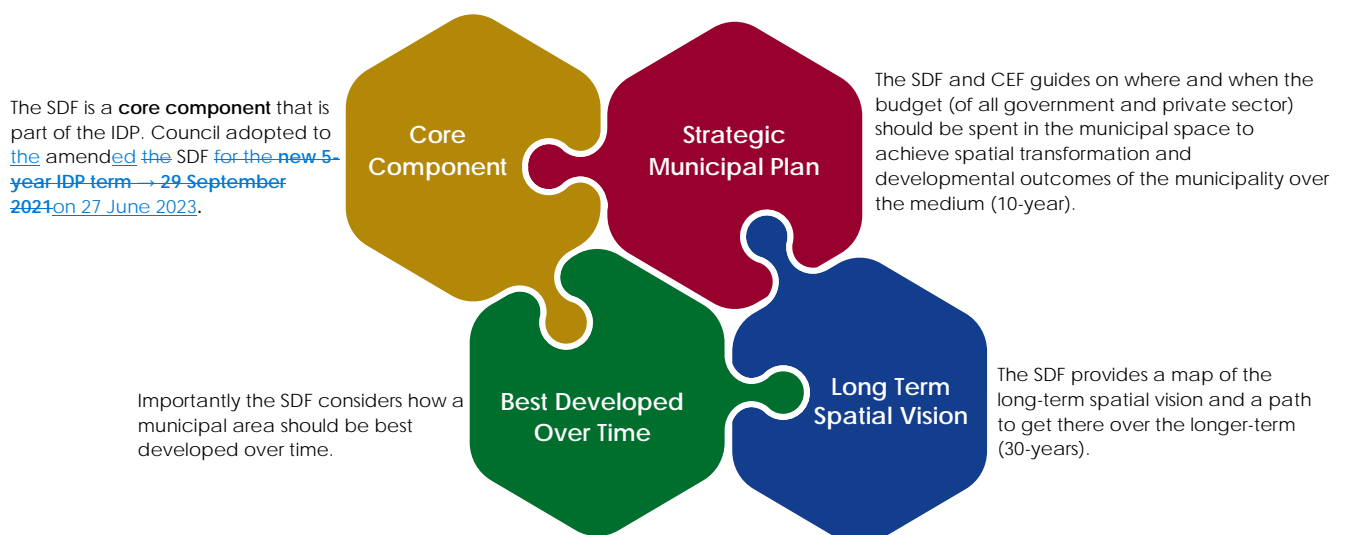 The SDF is a core component that is
part of the IDP. Council adopted to
the amended the SDF for the new 5-
year IDP term → 29 September
2021on 27 June 2023.
Core
Component
Strategic
Municipal Plan
The SDF and CEF guides on where and when the
budget (of all government and private sector)
should be spent in the municipal space to
achieve spatial transformation and
developmental outcomes of the municipality over
the medium (10-year).
Importantly the SDF considers how a
municipal area should be best
developed over time.
Best Developed
Over Time
Long Term
Spatial Vision
The SDF provides a map of the
long-term spatial vision and a path
to get there over the longer-term
(30-years).